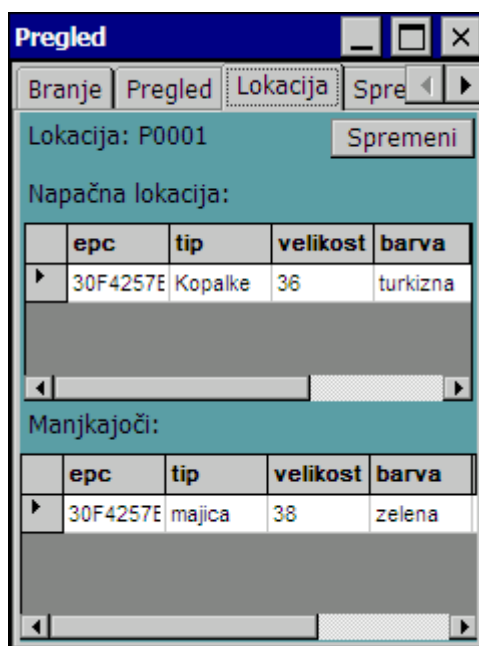 Pregled
Branje Pregled Lokacija Spre
Lokacija: P0001 Spremeni
Napačna lokacija:
epc tip velikost barva
30F4257E Kopalke 36 turkizna
Manjkajoči:
epc tip velikost barva
30F4257E majica 38 zelena